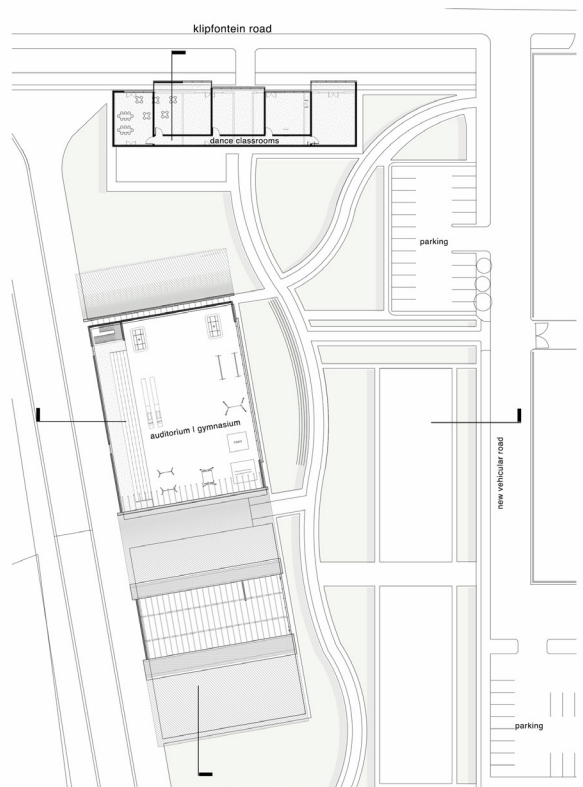 klipfontein road
dance classrooms
parking
auditorium | gymnasium
new vehicular road
parking